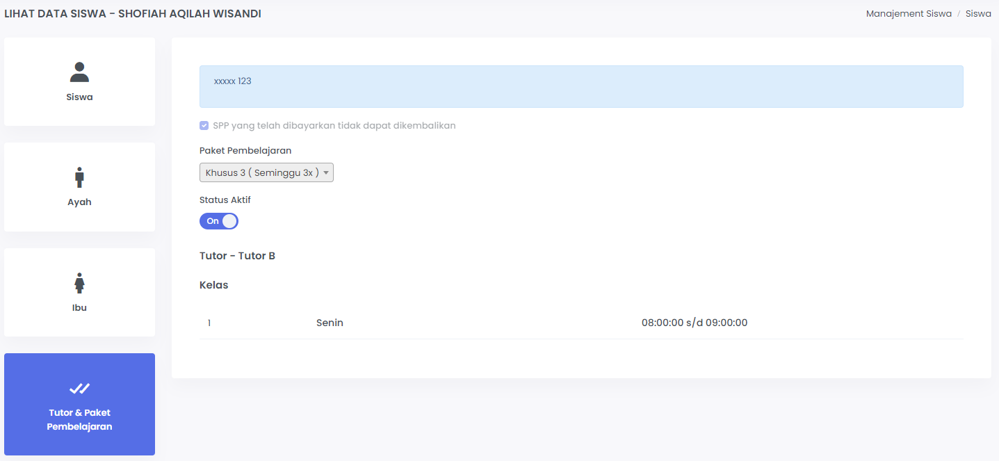 LIHAT DATA SISWA - SHOFIAH AQILAH WISANDI
Manajement Siswa / Siswa
Siswa
Ayah
Ibu
Tutor & Paket
Pembelajaran
xxxxx 123
SPP yang telah dibayarkan tidak dapat dikembalikan
Paket Pembelajaran
Khusus 3 ( Seminggu 3x )
Status Aktif
On
Tutor - Tutor B
Kelas
1 Senin 08:00:00 s/d 09:00:00